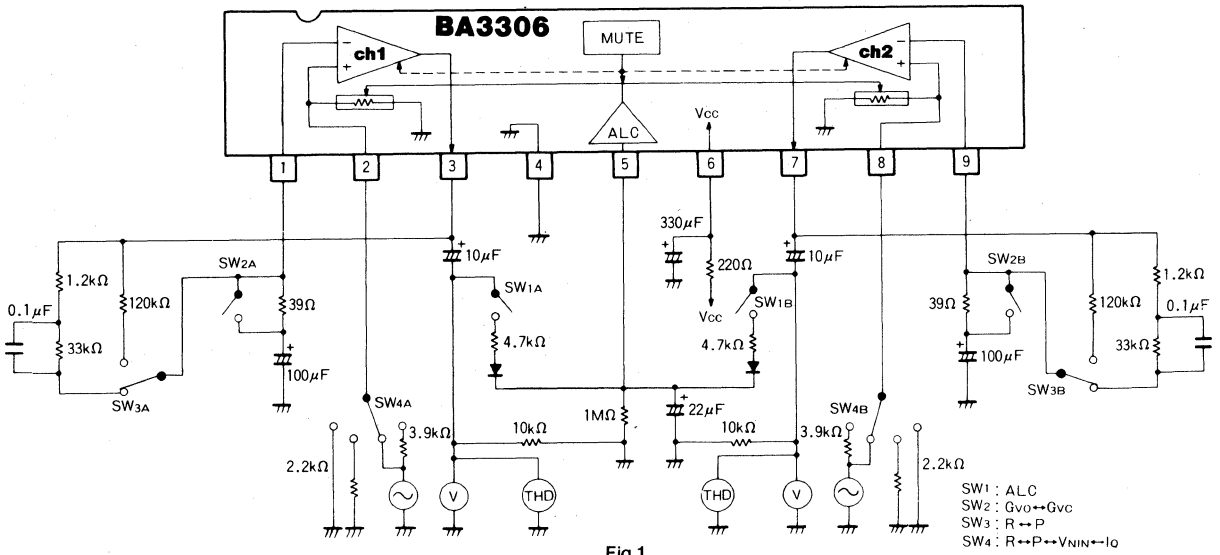 BA3306
MUTE
ch1
ch2
ALC
Vcc
1
2
3
4
5
6
7
8
9
330μF
10μF
10μF
SW2A
SW1A
220Ω
SW1B
SW2B
1.2kΩ
1.2kΩ
0.1μF
120kΩ
39Ω
Vcc
39Ω
120kΩ
0.1μF
33kΩ
4.7kΩ
4.7kΩ
33kΩ
100μF
100μF
SW3A
SW3B
SW4A
1MΩ
22μF
SW4B
3.9kΩ
10kΩ
10kΩ
3.9kΩ
2.2kΩ
2.2kΩ
V
THD
THD
V
SW1 : ALC
SW2 : GVO↔GVC
SW3 : R↔P
SW4 : R↔P↔VNIN↔IQ
Fig.1